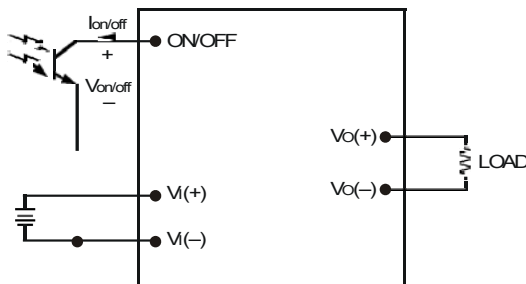 Ion/off
+
ON/OFF
Von/off
–
VO(+)
LOAD
VO(–)
VI(+)
VI(–)